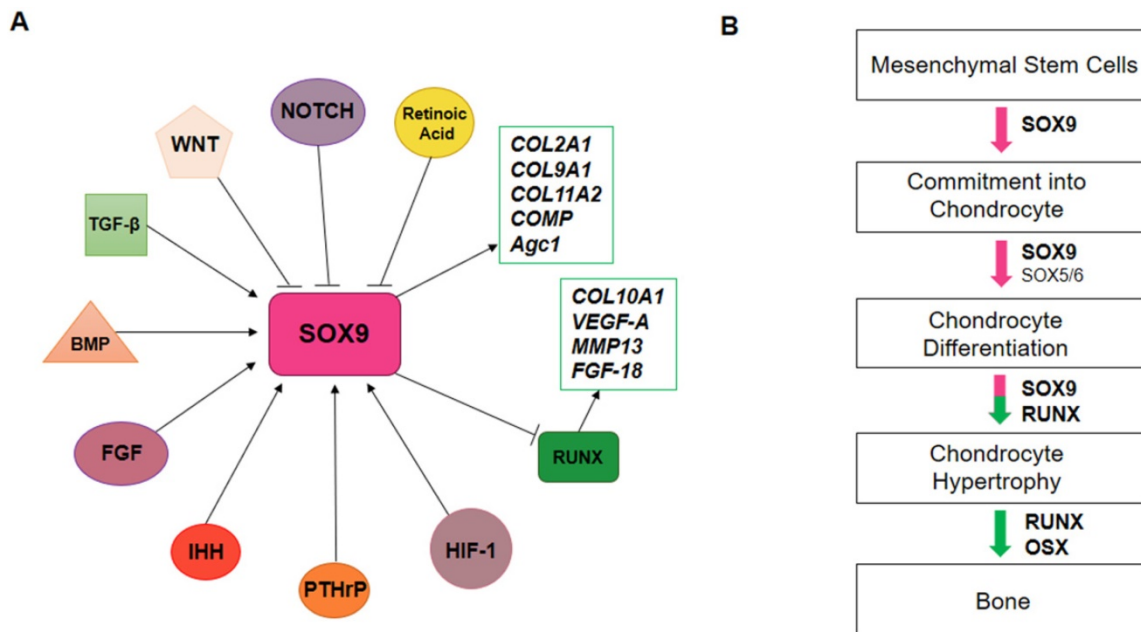 A
NOTCH
Retinoic
Acid
WNT
TGF-β
BMP
FGF
IHH
PTHrP
HIF-1
SOX9
COL2A1
COL9A1
COL11A2
COMP
Agc1
COL10A1
VEGF-A
MMP13
FGF-18
RUNX
B
Mesenchymal Stem Cells
SOX9
Commitment into
Chondrocyte
SOX9
SOX5/6
Chondrocyte
Differentiation
SOX9
RUNX
Chondrocyte
Hypertrophy
RUNX
OSX
Bone